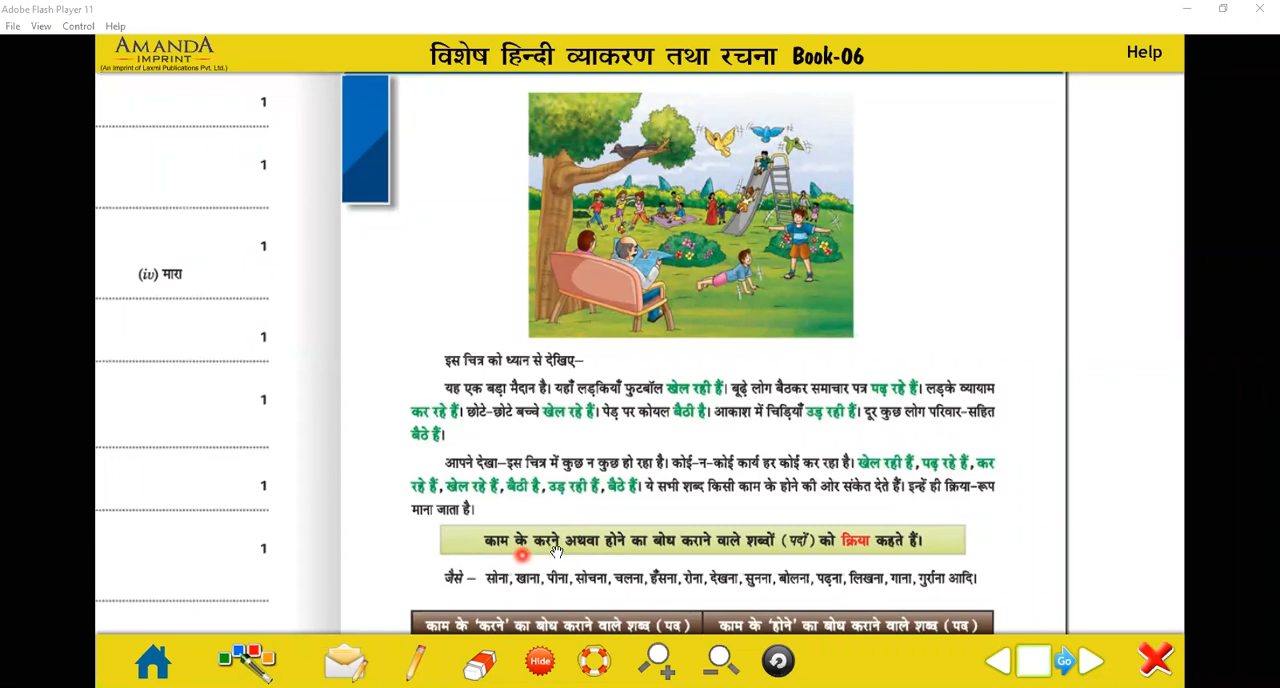 Adobe Flash Player 11
File View Control Help
AMANDA
IMPRINT
(An Imprint of Laxmi Publications Pvt. Ltd.)
विशेष हिन्दी व्याकरण तथा रचना Book-06
Help
1
1
1
(iv) मारा
1
1
1
1
इस चित्र को ध्यान से देखिए–
यह एक बड़ा मैदान है। यहाँ लड़कियाँ फुटबॉल खेल रही हैं। बूढ़े लोग बैठकर समाचार पत्र पढ़ रहे हैं। लड़के व्यायाम
कर रहे हैं। छोटे-छोटे बच्चे खेल रहे हैं। पेड़ पर कोयल बैठी है। आकाश में चिड़ियाँ उड़ रही हैं। दूर कुछ लोग परिवार-सहित
बैठे हैं।
आपने देखा–इस चित्र में कुछ न कुछ हो रहा है। कोई-न-कोई कार्य हर कोई कर रहा है। खेल रही हैं, पढ़ रहे हैं, कर
रहे हैं, खेल रहे हैं, बैठी है, उड़ रही हैं, बैठे हैं। ये सभी शब्द किसी काम के होने की ओर संकेत देते हैं। इन्हें ही क्रिया-रूप
माना जाता है।
काम के करने अथवा होने का बोध कराने वाले शब्दों (पदों) को क्रिया कहते हैं।
जैसे – सोना, खाना, पीना, सोचना, चलना, हँसना, रोना, देखना, सुनना, बोलना, पढ़ना, लिखना, गाना, गुर्राना आदि।
काम के 'करने' का बोध कराने वाले शब्द (पद) काम के 'होने' का बोध कराने वाले शब्द (पद)
Hide
Go